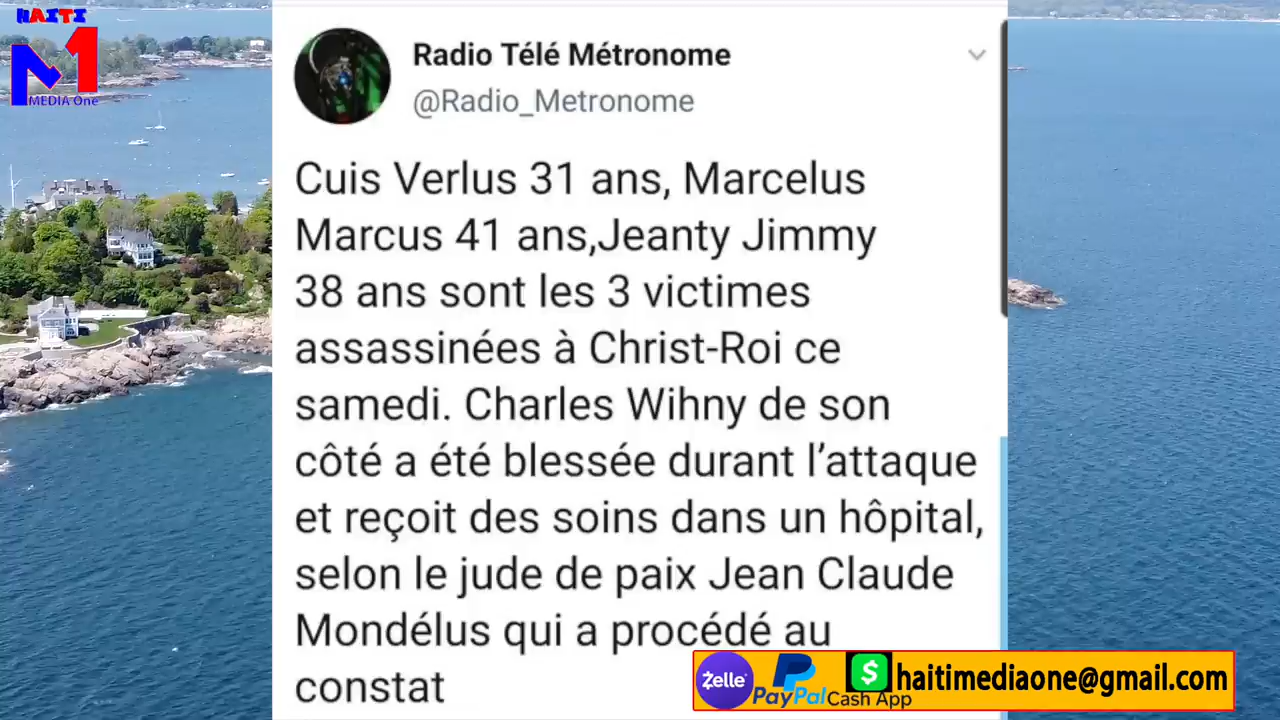 HAITI
M1
MEDIA One
Radio Télé Métronome
@Radio_Metronome
Cuis Verlus 31 ans, Marcelus
Marcus 41 ans,Jeanty Jimmy
38 ans sont les 3 victimes
assassinées à Christ-Roi ce
samedi. Charles Wihny de son
côté a été blessée durant l’attaque
et reçoit des soins dans un hôpital,
selon le jude de paix Jean Claude
Mondélus qui a procédé au
constat
Zelle
PayPal
$
Cash App
haitimediaone@gmail.com